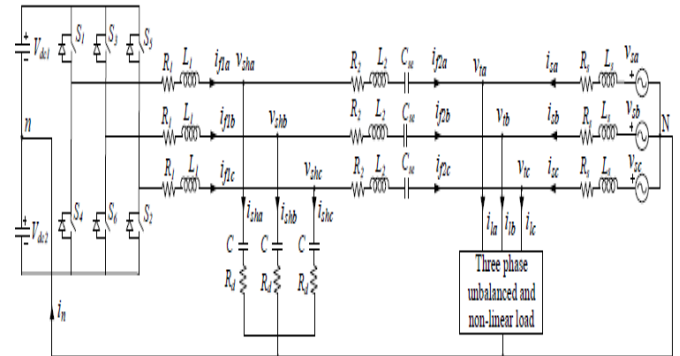 S1 S3 S5
Vdc1
R1 L1 if1a vsha R2 L2 Cse if2a vta isa Rs Ls vsa
n
R1 L1 if1b vshb R2 L2 Cse if2b vtb isb Rs Ls vsb N
R1 L1 if1c vshc R2 L2 Cse if2c vtc isc Rs Ls vsc
S4 S6 S2
Vdc2
isha ishb ishc
ila ilb ilc
C C C
Rd Rd Rd
in
Three phase
unbalanced and
non-linear load